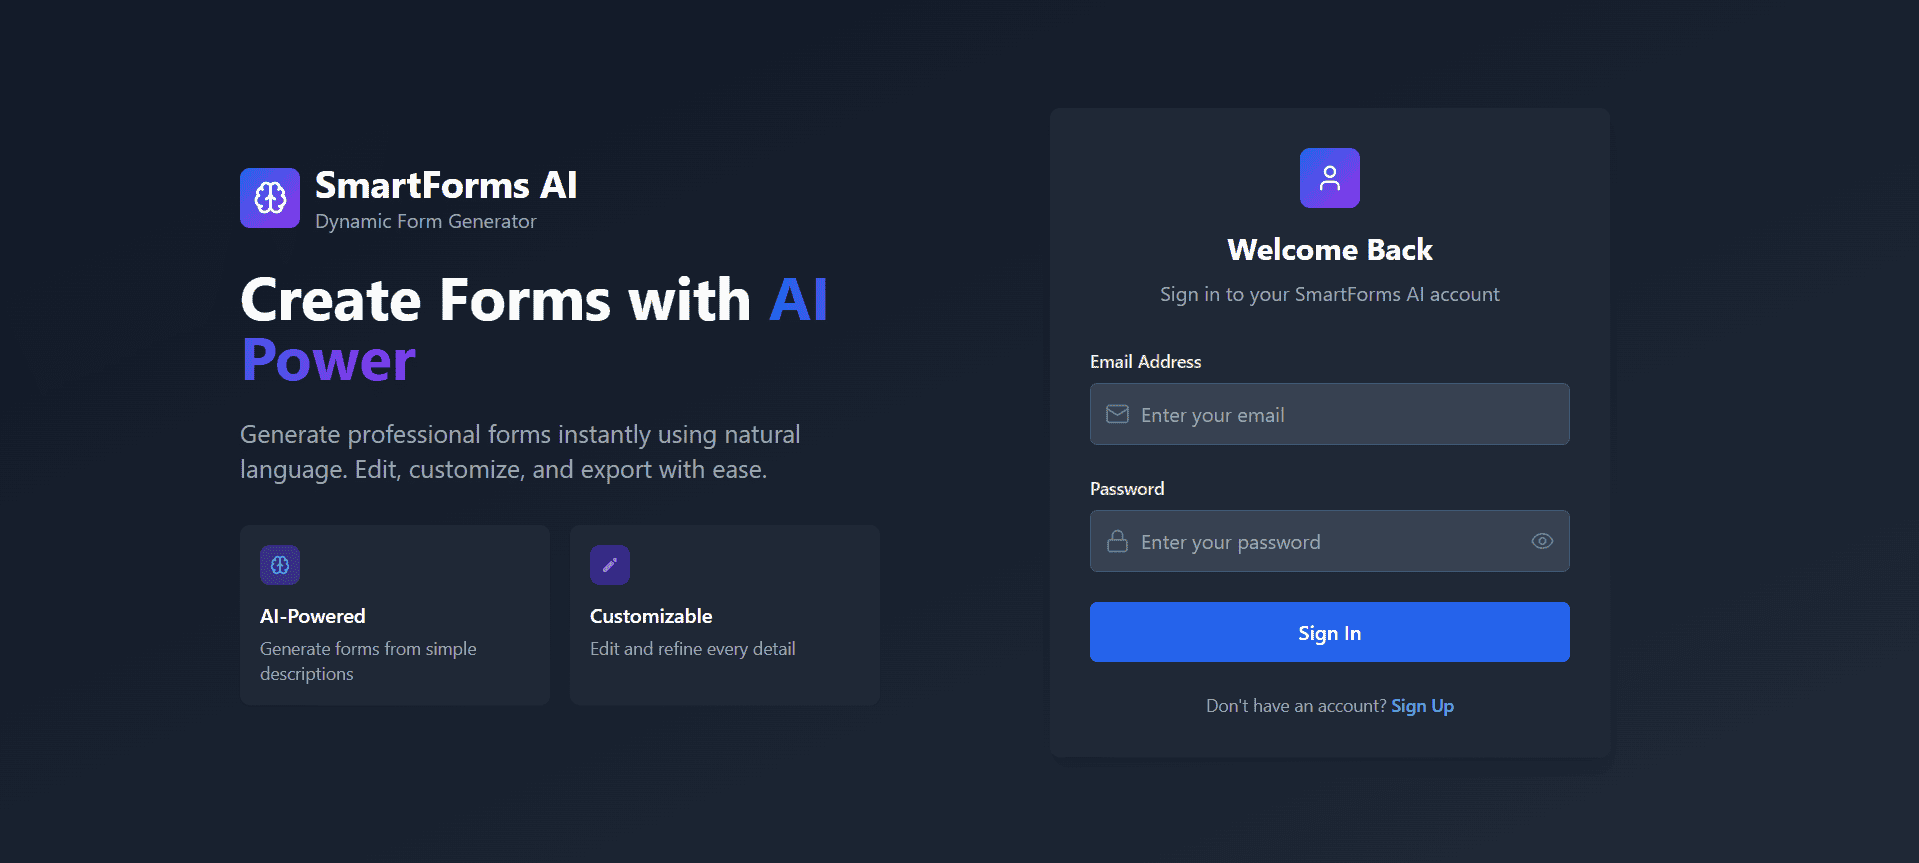 SmartForms AI
Dynamic Form Generator
Create Forms with AI
Power
Generate professional forms instantly using natural
language. Edit, customize, and export with ease.
AI-Powered
Generate forms from simple
descriptions
Customizable
Edit and refine every detail
Welcome Back
Sign in to your SmartForms AI account
Email Address
Enter your email
Password
Enter your password
Sign In
Don't have an account? Sign Up